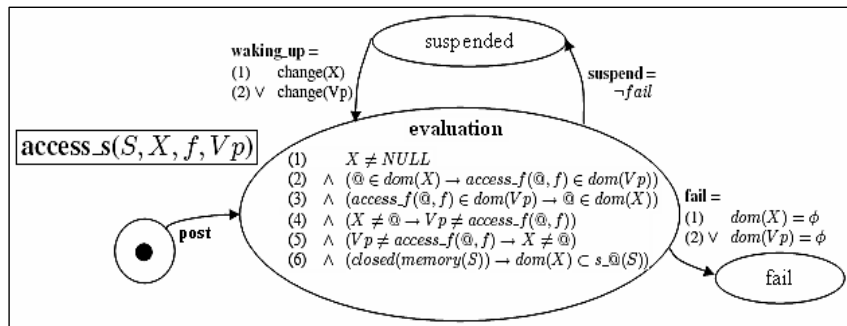 suspended
waking_up =
(1) change(X)
(2) ∨ change(Vp)
suspend =
¬fail
access_s(S, X, f, Vp)
evaluation
(1) X ≠ NULL
(2) ∧ (@ ∈ dom(X) → access_f(@, f) ∈ dom(Vp))
(3) ∧ (access_f(@, f) ∈ dom(Vp) → @ ∈ dom(X))
(4) ∧ (X ≠ @ → Vp ≠ access_f(@, f))
(5) ∧ (Vp ≠ access_f(@, f) → X ≠ @)
(6) ∧ (closed(memory(S)) → dom(X) ⊂ s_@(S))
post
fail =
(1) dom(X) = ϕ
(2) ∨ dom(Vp) = ϕ
fail